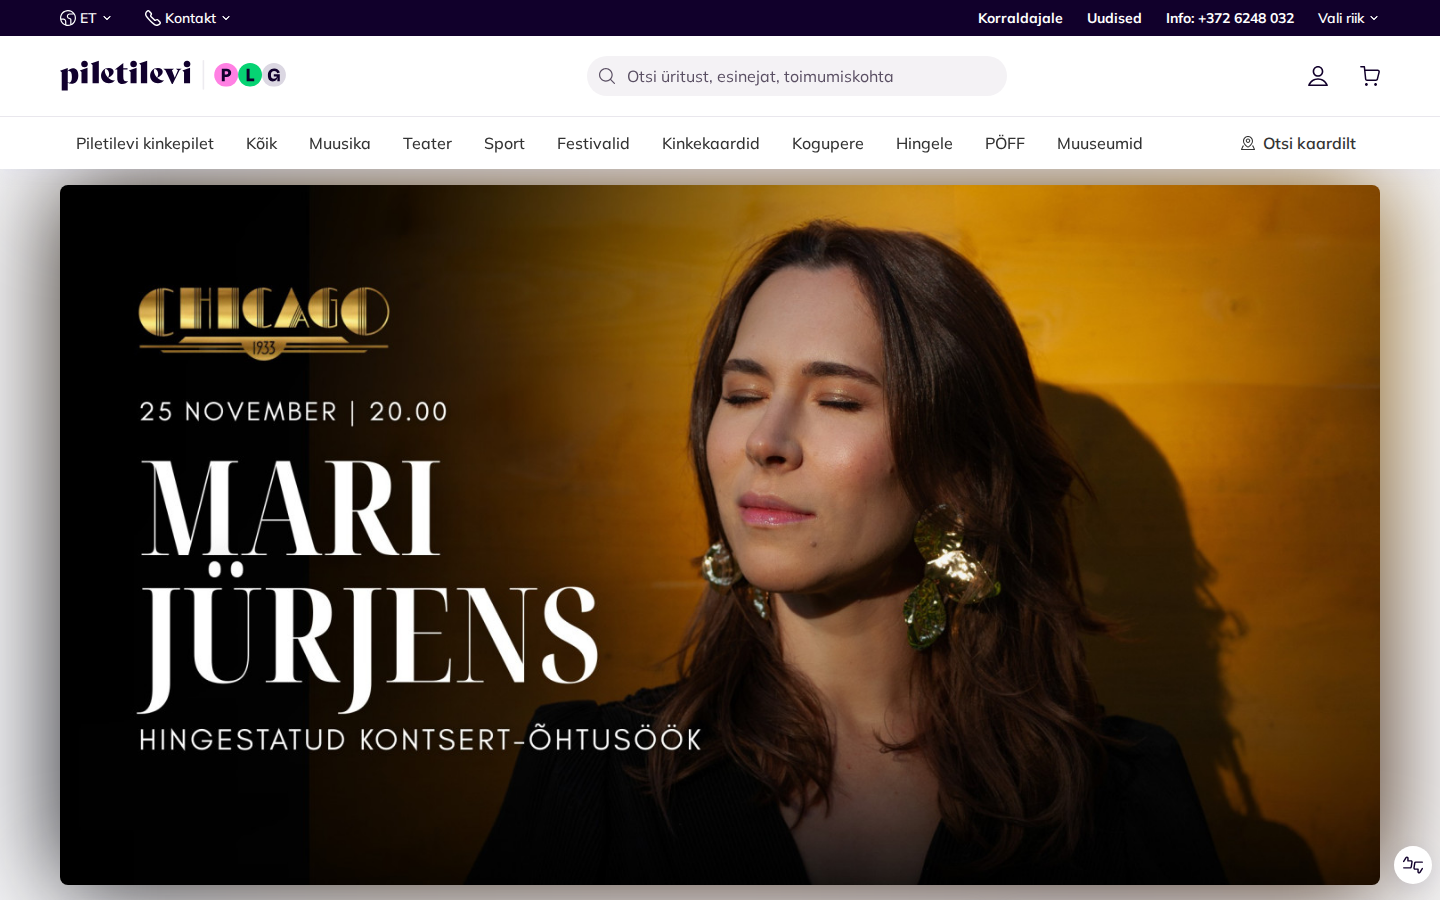 ET
Kontakt
Korraldajale
Uudised
Info: +372 6248 032
Vali riik
piletilevi
P L G
Otsi üritust, esinejat, toimumiskohta
Piletilevi kinkepilet
Kõik
Muusika
Teater
Sport
Festivalid
Kinkekaardid
Kogupere
Hingele
PÖFF
Muuseumid
Otsi kaardilt
CHICAGO
1933
25 NOVEMBER | 20.00
MARI
JÜRJENS
HINGESTATUD KONTSERT-ÕHTUSÖÖK